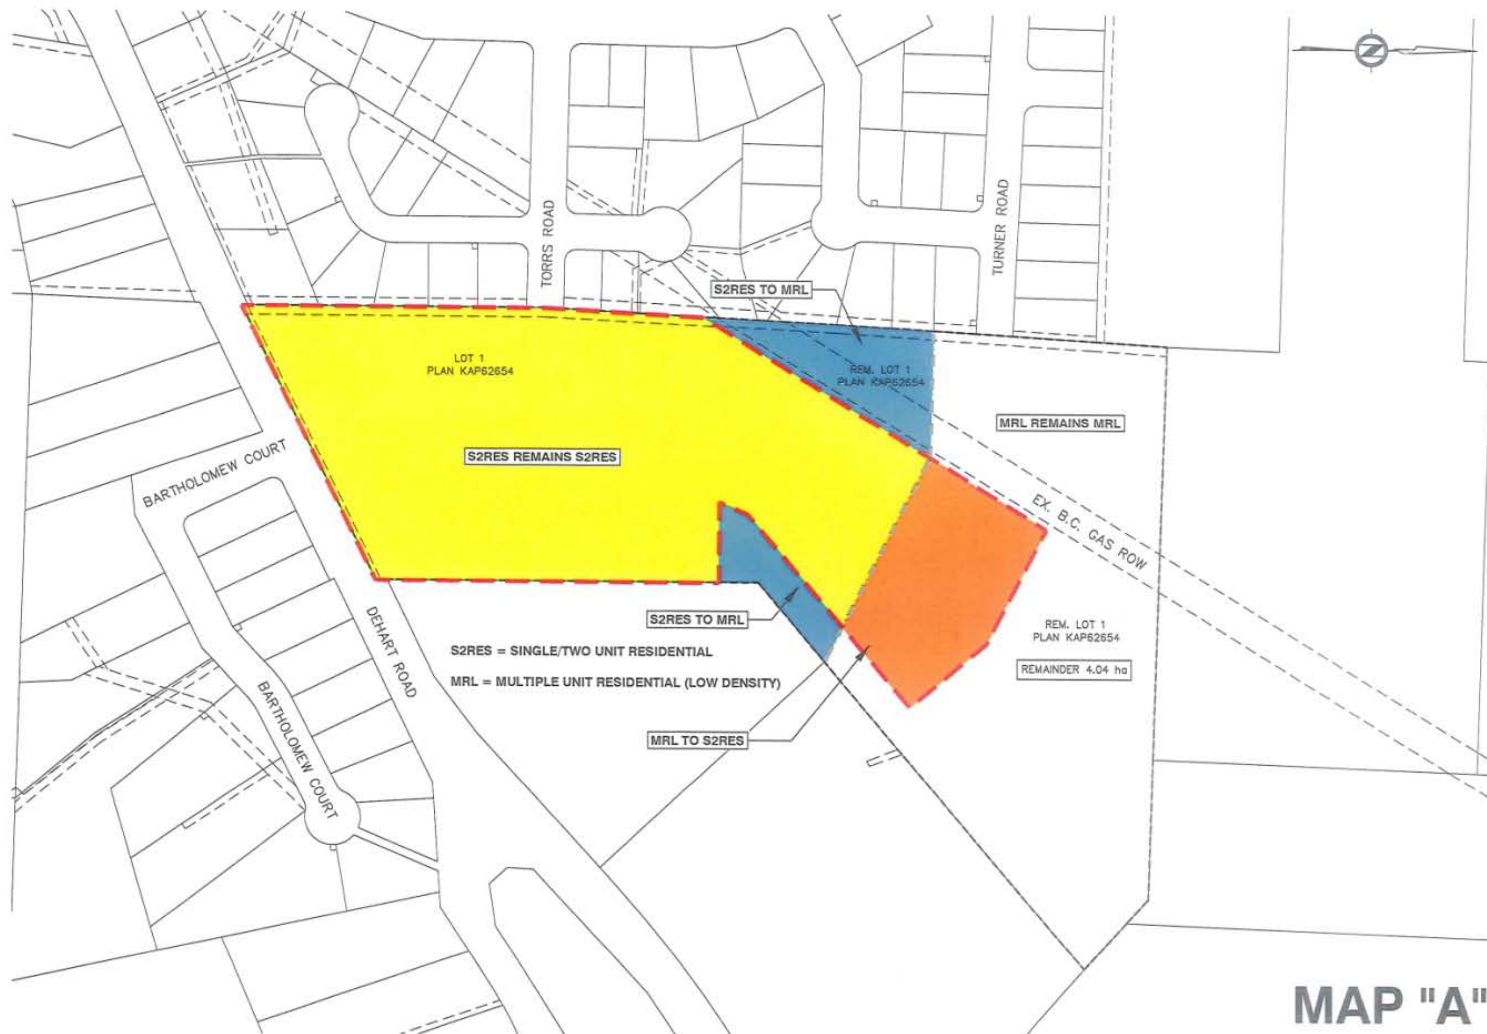 Z
TORRS ROAD
TURNER ROAD
S2RES TO MRL
LOT 1
PLAN KAP62654
REM. LOT 1
PLAN KAP62654
MRL REMAINS MRL
S2RES REMAINS S2RES
BARTHOLOMEW COURT
EX. B.C. GAS ROW
S2RES TO MRL
REM. LOT 1
PLAN KAP62654
REMAINDER 4.04 ha
DEHART ROAD
S2RES = SINGLE/TWO UNIT RESIDENTIAL
MRL = MULTIPLE UNIT RESIDENTIAL (LOW DENSITY)
BARTHOLOMEW COURT
MRL TO S2RES
MAP "A"